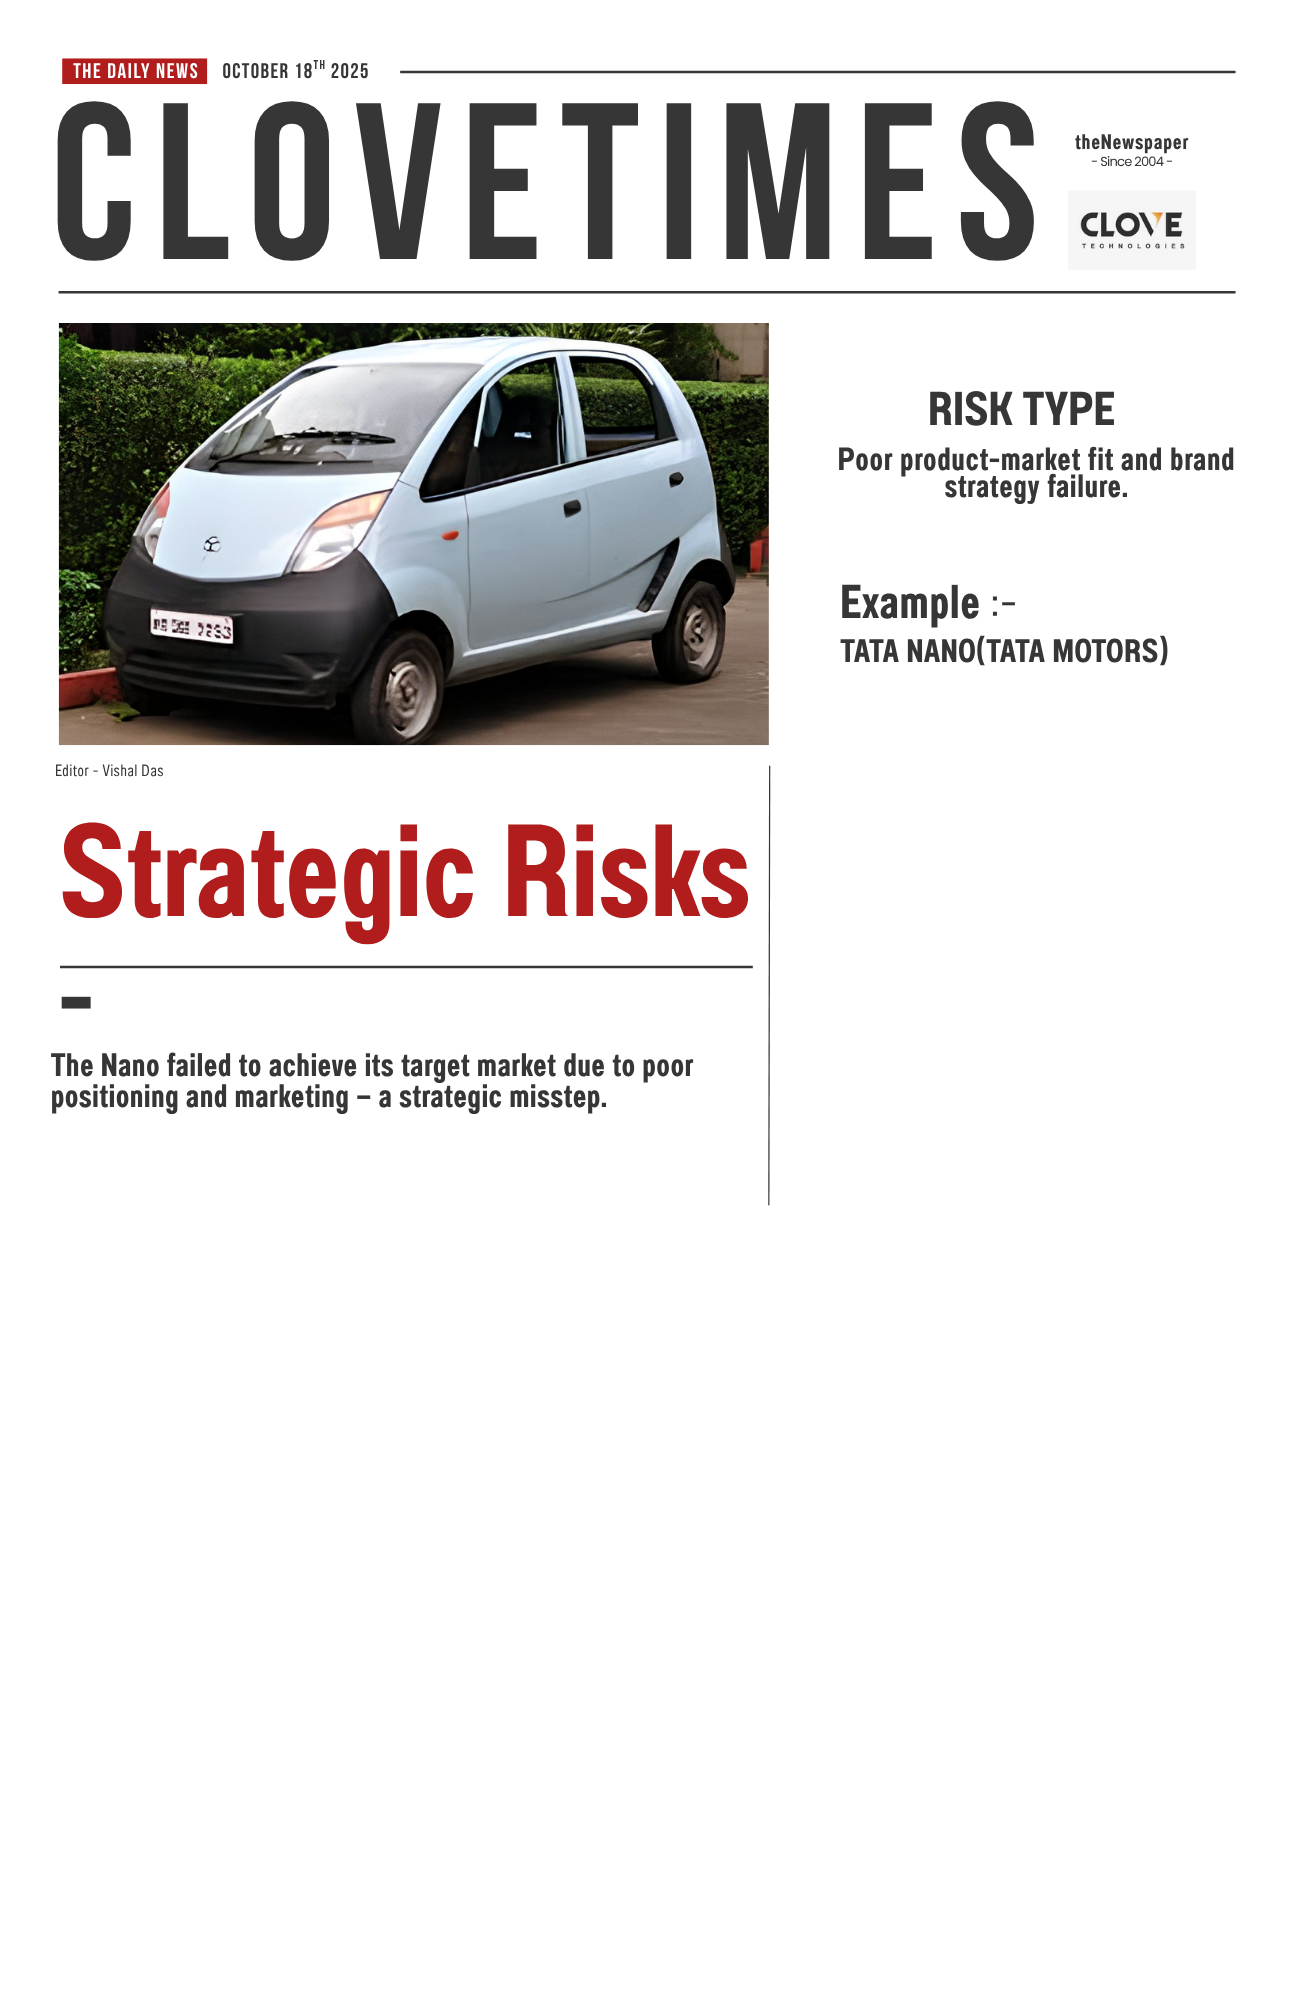 THE DAILY NEWS OCTOBER 18TH 2025
CLOVETIMES
theNewspaper
- Since 2004 -
CLOVE
TECHNOLOGIES
RISK TYPE
Poor product-market fit and brand
strategy failure.
Example :-
TATA NANO(TATA MOTORS)
Editor - Vishal Das
Strategic Risks
The Nano failed to achieve its target market due to poor
positioning and marketing – a strategic misstep.